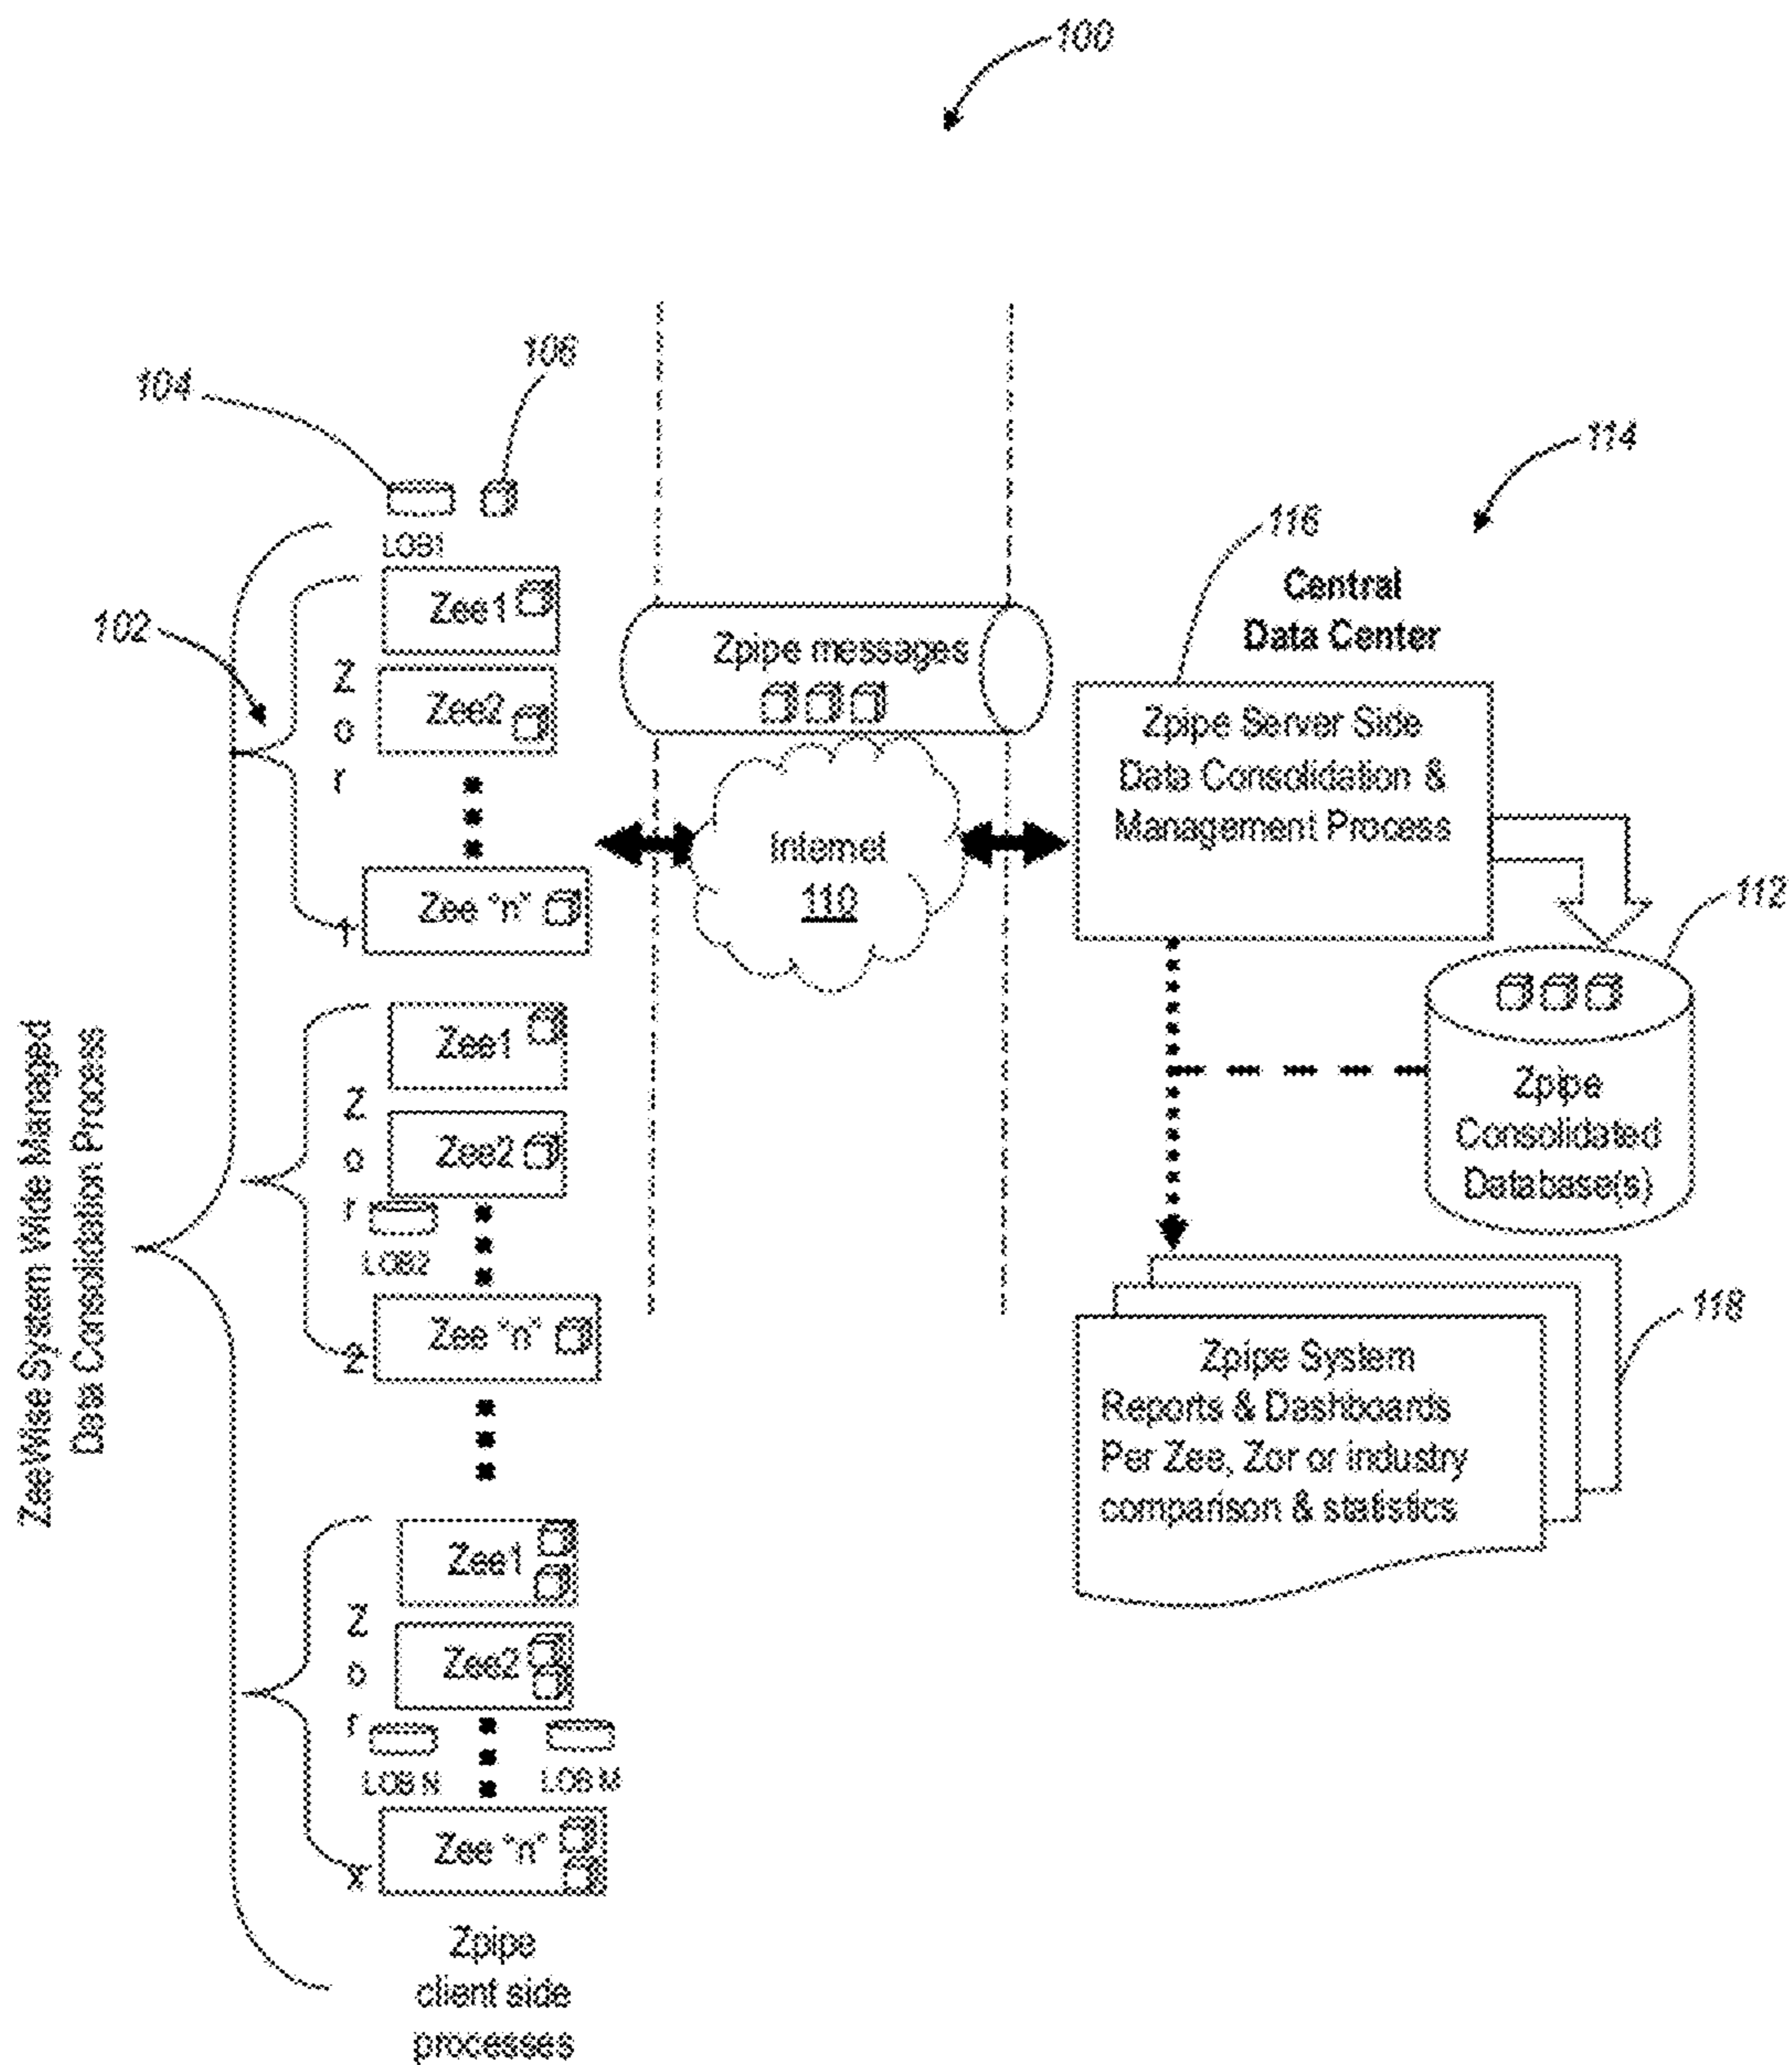 100
106
104
114
116
LOB1
Central
Data Center
Zee1
102
Zor 1
Zee2
Zee "n"
Zpipe messages
Zpipe Server Side
Data Consolidation &
Management Process
Internet
110
112
Zpipe
Consolidated
Database(s)
ZeeWise System Wide Managed
Data Consolidation Process
Zee1
Zor 2
Zee2
LOB2
Zee "n"
118
Zpipe System
Reports & Dashboards
Per Zee, Zor or industry
comparison & statistics
Zee1
Zor x
Zee2
LOB N
LOB M
Zee "n"
Zpipe
client side
processes